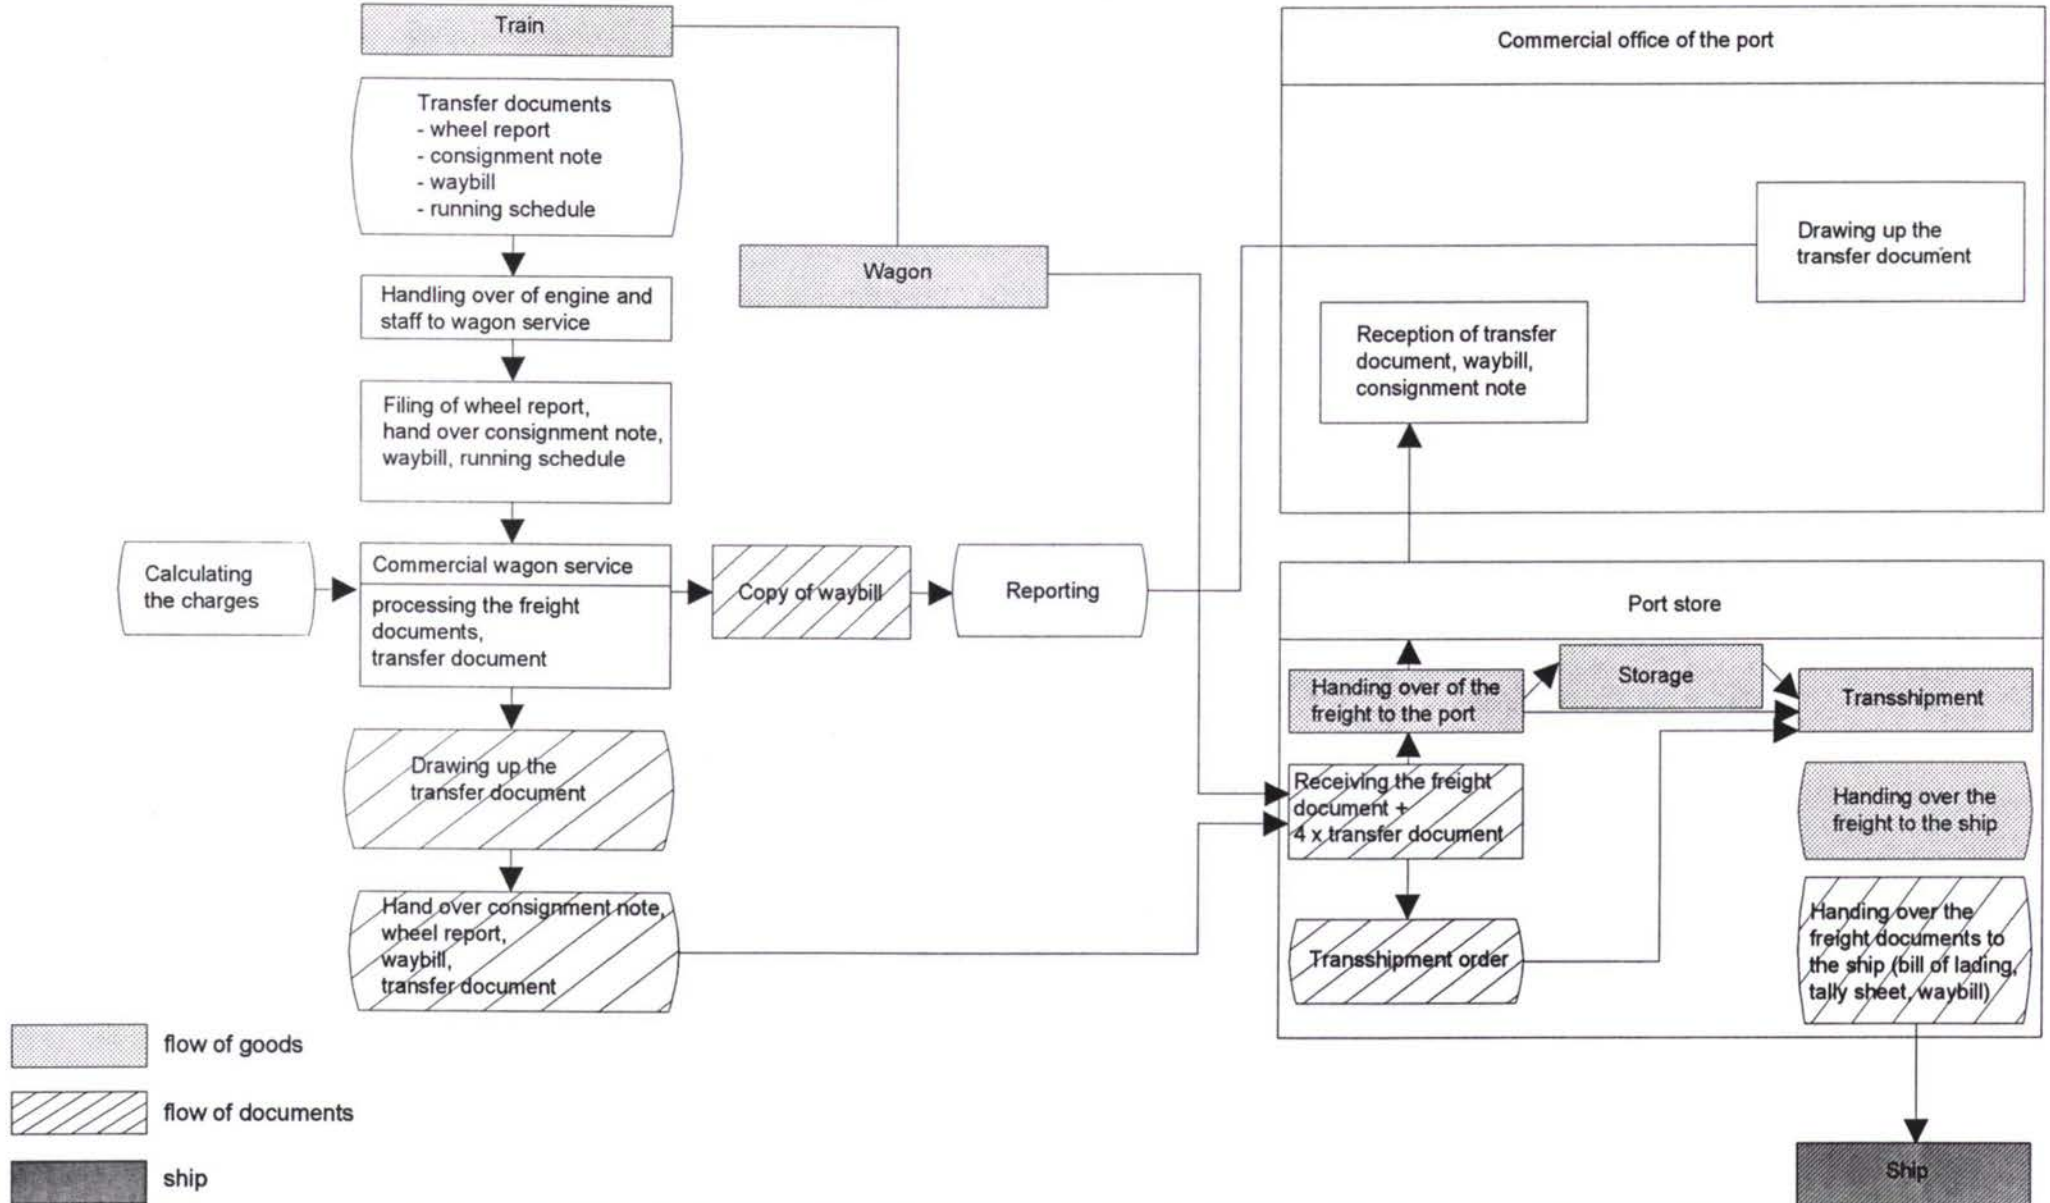 Train
Transfer documents
- wheel report
- consignment note
- waybill
- running schedule
Handling over of engine and
staff to wagon service
Filing of wheel report,
hand over consignment note,
waybill, running schedule
Calculating
the charges
Commercial wagon service
processing the freight
documents,
transfer document
Copy of waybill
Reporting
Drawing up the
transfer document
Hand over consignment note,
wheel report,
waybill,
transfer document
Wagon
Commercial office of the port
Drawing up the
transfer document
Reception of transfer
document, waybill,
consignment note
Port store
Handing over of the
freight to the port
Storage
Transshipment
Receiving the freight
document +
4 x transfer document
Handing over the
freight to the ship
Transshipment order
Handing over the
freight documents to
the ship (bill of lading,
tally sheet, waybill)
Ship
flow of goods
flow of documents
ship